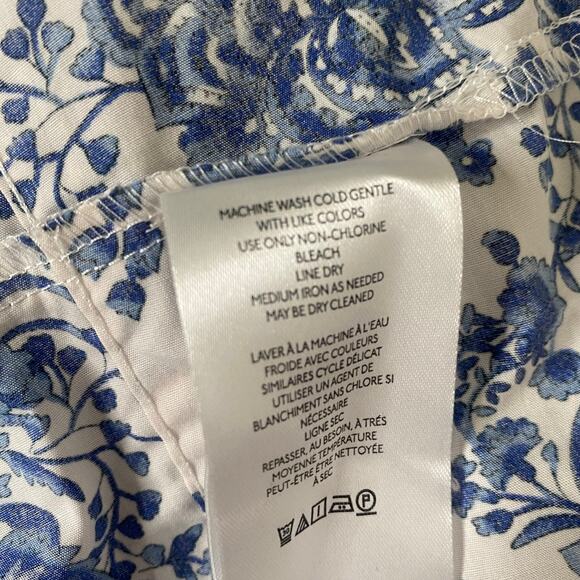 MACHINE WASH COLD GENTLE
WITH LIKE COLORS
USE ONLY NON-CHLORINE
BLEACH
LINE DRY
MEDIUM IRON AS NEEDED
MAY BE DRY CLEANED
LAVER À LA MACHINE À L'EAU
FROIDE AVEC COULEURS
SIMILAIRES CYCLE DÉLICAT
UTILISER UN AGENT DE
BLANCHIMENT SANS CHLORE SI
NÉCESSAIRE
LIGNE SEC
REPASSER, AU BESOIN, À TRÉS
MOYENNE TEMPÉRATURE
PEUT-ÊTRE ÊTRE NETTOYÉE
À SEC
30 P